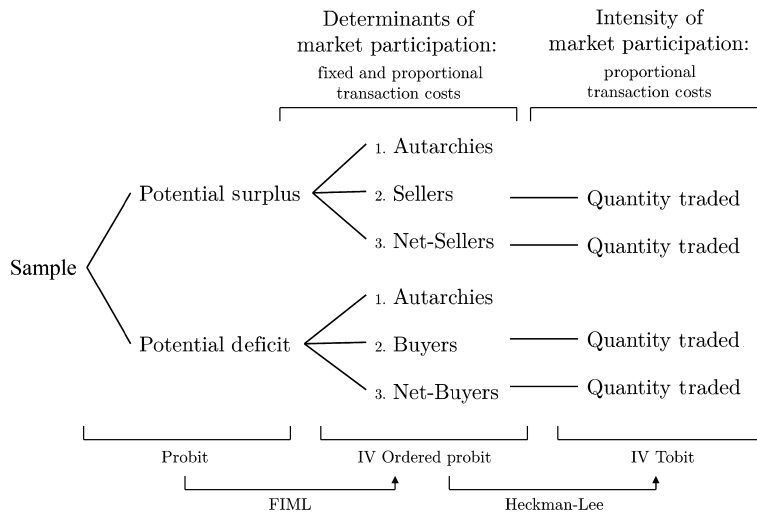 Determinants of
market participation:
fixed and proportional
transaction costs
Intensity of
market participation:
proportional
transaction costs
Sample
Potential surplus
1. Autarchies
2. Sellers
Quantity traded
3. Net-Sellers
Quantity traded
Potential deficit
1. Autarchies
2. Buyers
Quantity traded
3. Net-Buyers
Quantity traded
Probit
IV Ordered probit
IV Tobit
FIML
Heckman-Lee